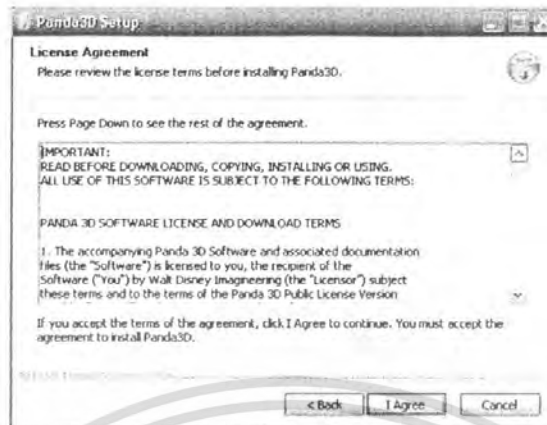 Panda3D Setup
License Agreement
Please review the license terms before installing Panda3D.
Press Page Down to see the rest of the agreement.
IMPORTANT:
READ BEFORE DOWNLOADING, COPYING, INSTALLING OR USING.
ALL USE OF THIS SOFTWARE IS SUBJECT TO THE FOLLOWING TERMS:
PANDA 3D SOFTWARE LICENSE AND DOWNLOAD TERMS
1. The accompanying Panda 3D Software and associated documentation
files (the "Software") is licensed to you, the recipient of the
Software ("You") by Walt Disney Imagineering (the "Licensor") subject
these terms and to the terms of the Panda 3D Public License Version
If you accept the terms of the agreement, click I Agree to continue. You must accept the
agreement to install Panda3D.
< Back I Agree Cancel